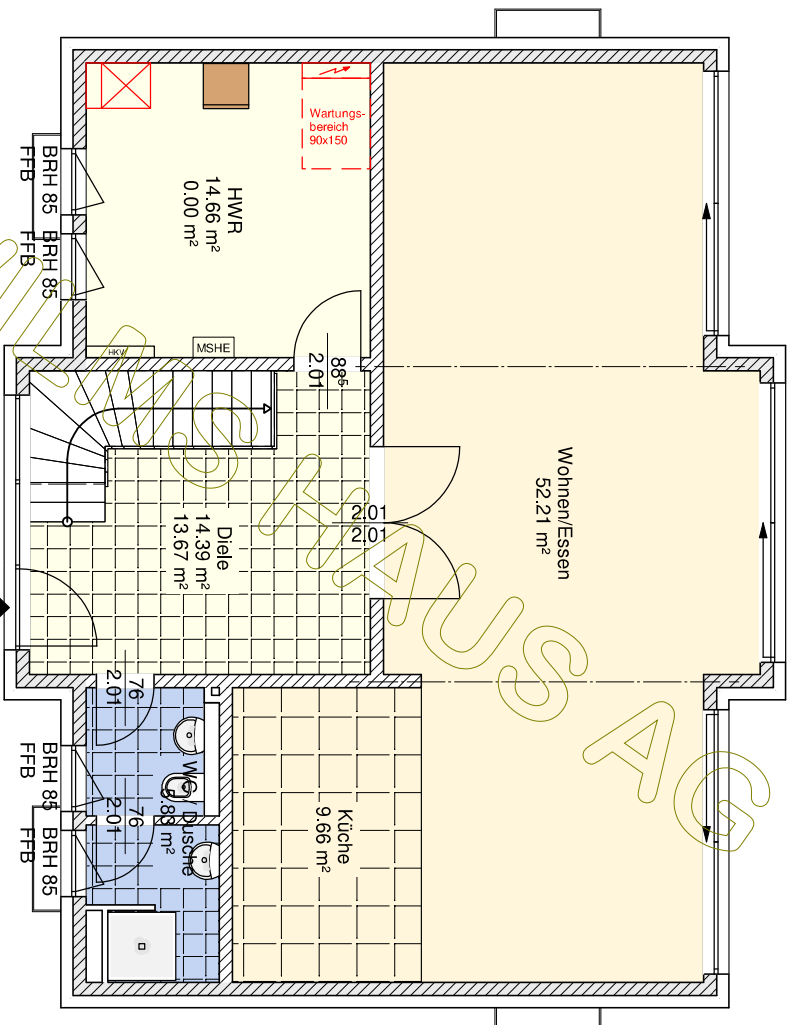 Wartungs-
bereich
90x150
HWR
14.66 m²
0.00 m²
BRH 85
FFB
BRH 85
FFB
HKV
MSHE
88⁵
2.01
Wohnen/Essen
52.21 m²
2.01
2.01
Diele
14.39 m²
13.67 m²
76
2.01
WC / Dusche
5.83 m²
76
2.01
Küche
9.66 m²
BRH 85
FFB
BRH 85
FFB
HAUS AG